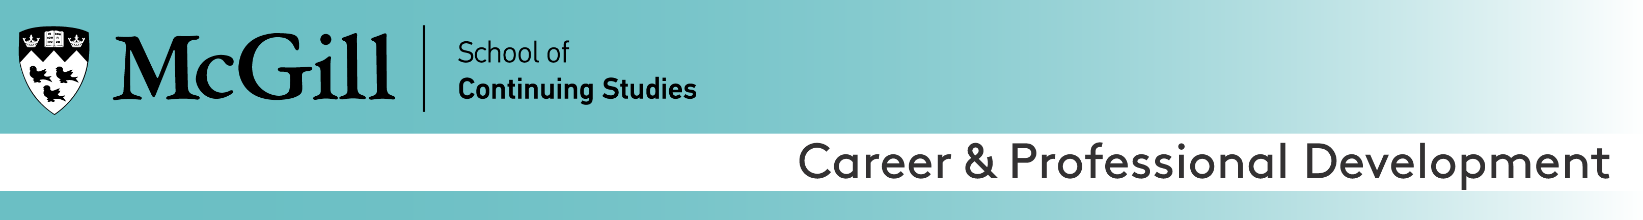 McGill
School of
Continuing Studies
Career & Professional Development